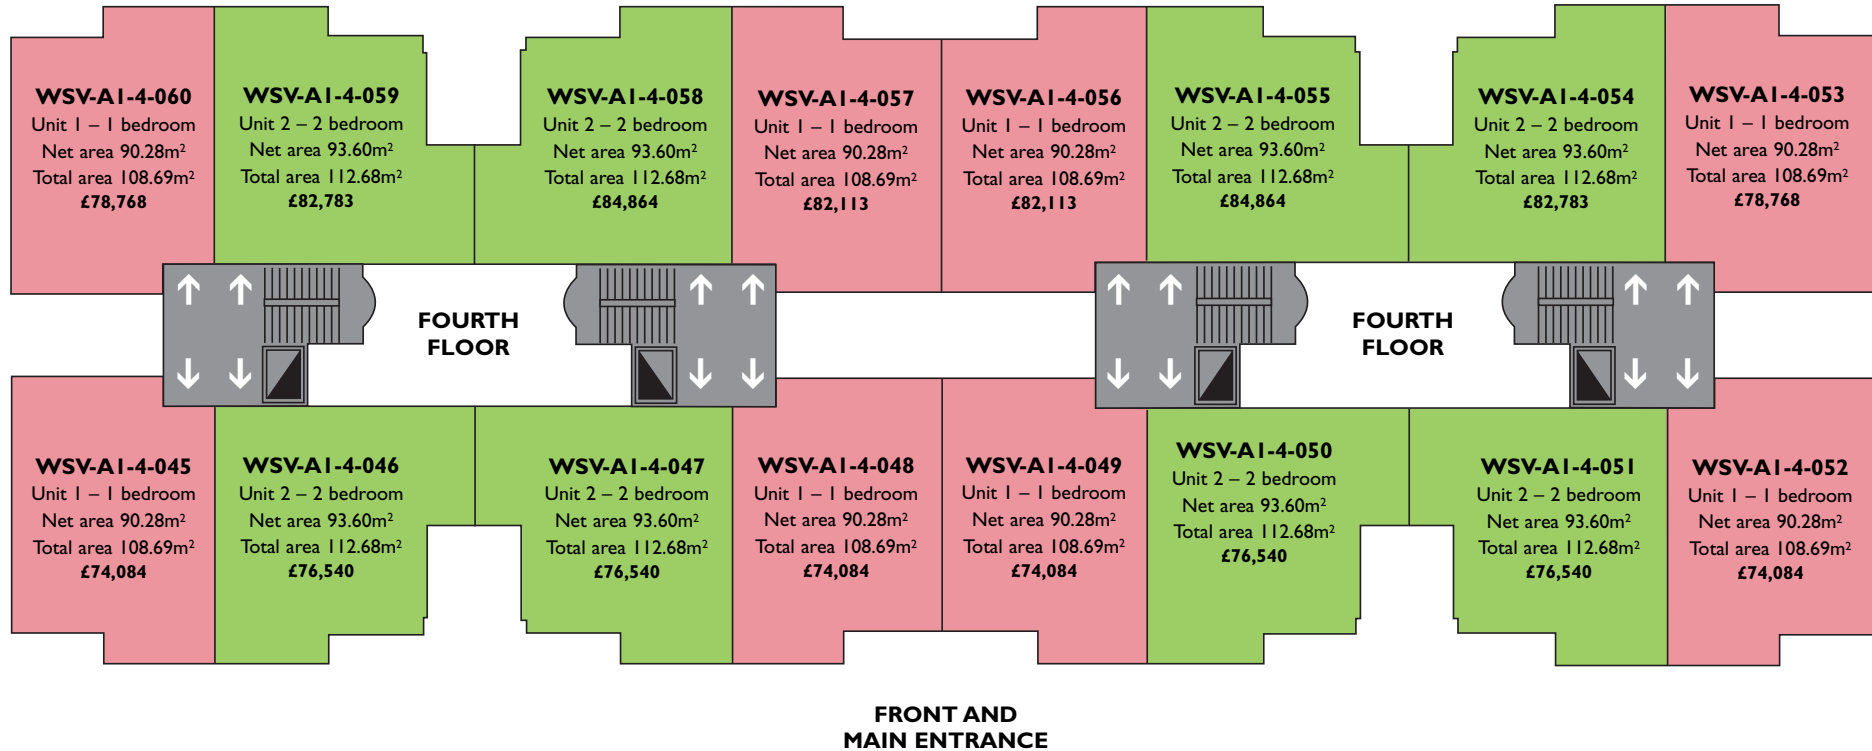 WSV-A1-4-060
Unit 1 – 1 bedroom
Net area 90.28m²
Total area 108.69m²
£78,768
WSV-A1-4-059
Unit 2 – 2 bedroom
Net area 93.60m²
Total area 112.68m²
£82,783
WSV-A1-4-058
Unit 2 – 2 bedroom
Net area 93.60m²
Total area 112.68m²
£84,864
WSV-A1-4-057
Unit 1 – 1 bedroom
Net area 90.28m²
Total area 108.69m²
£82,113
WSV-A1-4-056
Unit 1 – 1 bedroom
Net area 90.28m²
Total area 108.69m²
£82,113
WSV-A1-4-055
Unit 2 – 2 bedroom
Net area 93.60m²
Total area 112.68m²
£84,864
WSV-A1-4-054
Unit 2 – 2 bedroom
Net area 93.60m²
Total area 112.68m²
£82,783
WSV-A1-4-053
Unit 1 – 1 bedroom
Net area 90.28m²
Total area 108.69m²
£78,768
FOURTH
FLOOR
FOURTH
FLOOR
WSV-A1-4-045
Unit 1 – 1 bedroom
Net area 90.28m²
Total area 108.69m²
£74,084
WSV-A1-4-046
Unit 2 – 2 bedroom
Net area 93.60m²
Total area 112.68m²
£76,540
WSV-A1-4-047
Unit 2 – 2 bedroom
Net area 93.60m²
Total area 112.68m²
£76,540
WSV-A1-4-048
Unit 1 – 1 bedroom
Net area 90.28m²
Total area 108.69m²
£74,084
WSV-A1-4-049
Unit 1 – 1 bedroom
Net area 90.28m²
Total area 108.69m²
£74,084
WSV-A1-4-050
Unit 2 – 2 bedroom
Net area 93.60m²
Total area 112.68m²
£76,540
WSV-A1-4-051
Unit 2 – 2 bedroom
Net area 93.60m²
Total area 112.68m²
£76,540
WSV-A1-4-052
Unit 1 – 1 bedroom
Net area 90.28m²
Total area 108.69m²
£74,084
FRONT AND
MAIN ENTRANCE